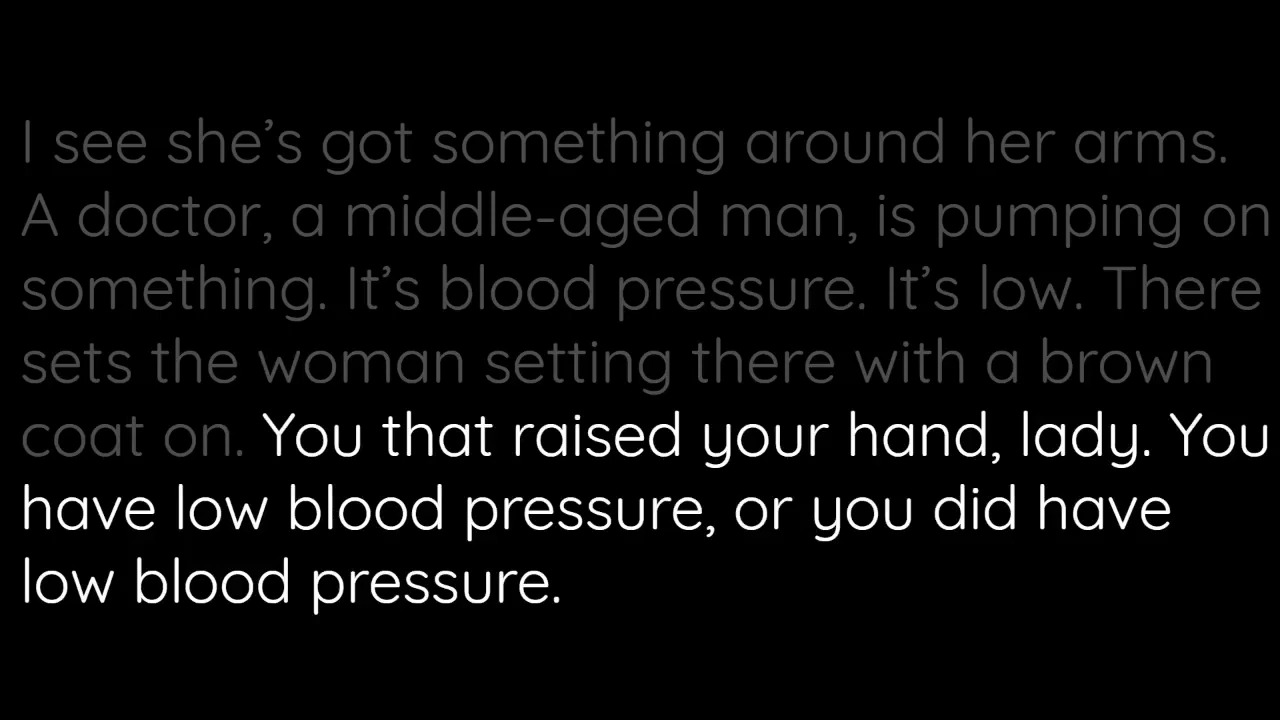 I see she’s got something around her arms.
A doctor, a middle-aged man, is pumping on
something. It’s blood pressure. It’s low. There
sets the woman setting there with a brown
coat on. You that raised your hand, lady. You
have low blood pressure, or you did have
low blood pressure.